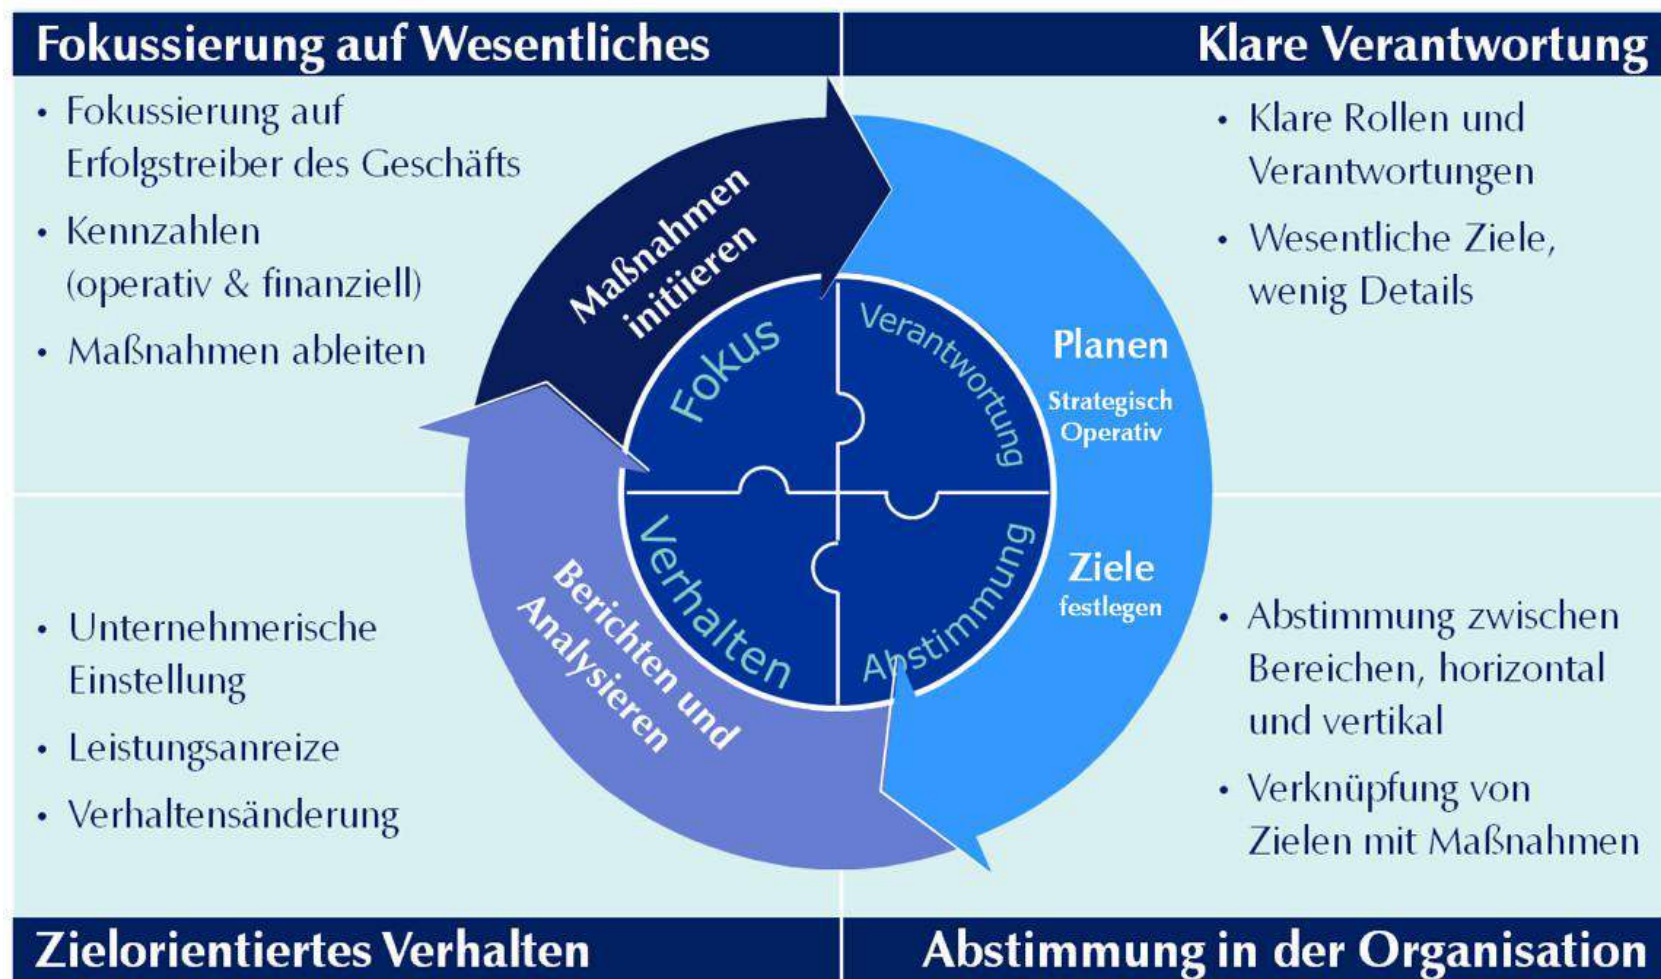 Fokussierung auf Wesentliches
Klare Verantwortung
• Fokussierung auf
Erfolgstreiber des Geschäfts
• Kennzahlen
(operativ & finanziell)
• Maßnahmen ableiten
• Klare Rollen und
Verantwortungen
• Wesentliche Ziele,
wenig Details
Maßnahmen
initiieren
Planen
Strategisch
Operativ
Ziele
festlegen
Berichten und
Analysieren
Fokus
Verantwortung
Verhalten
Abstimmung
• Unternehmerische
Einstellung
• Leistungsanreize
• Verhaltensänderung
• Abstimmung zwischen
Bereichen, horizontal
und vertikal
• Verknüpfung von
Zielen mit Maßnahmen
Zielorientiertes Verhalten
Abstimmung in der Organisation